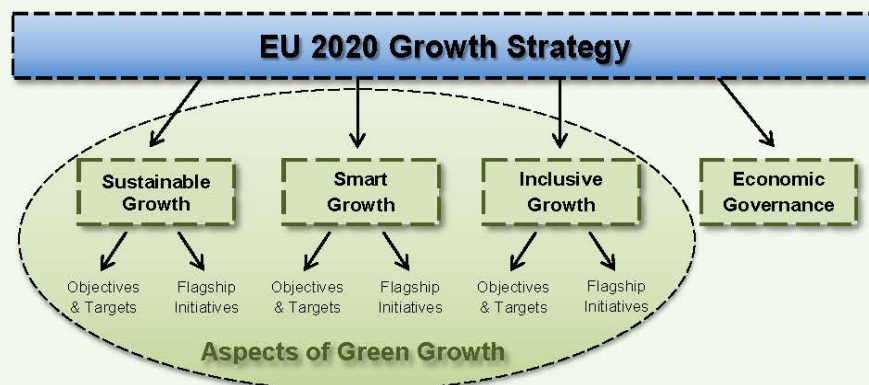 EU 2020 Growth Strategy
Sustainable
Growth
Smart
Growth
Inclusive
Growth
Economic
Governance
Objectives
& Targets
Flagship
Initiatives
Objectives
& Targets
Flagship
Initiatives
Objectives
& Targets
Flagship
Initiatives
Aspects of Green Growth